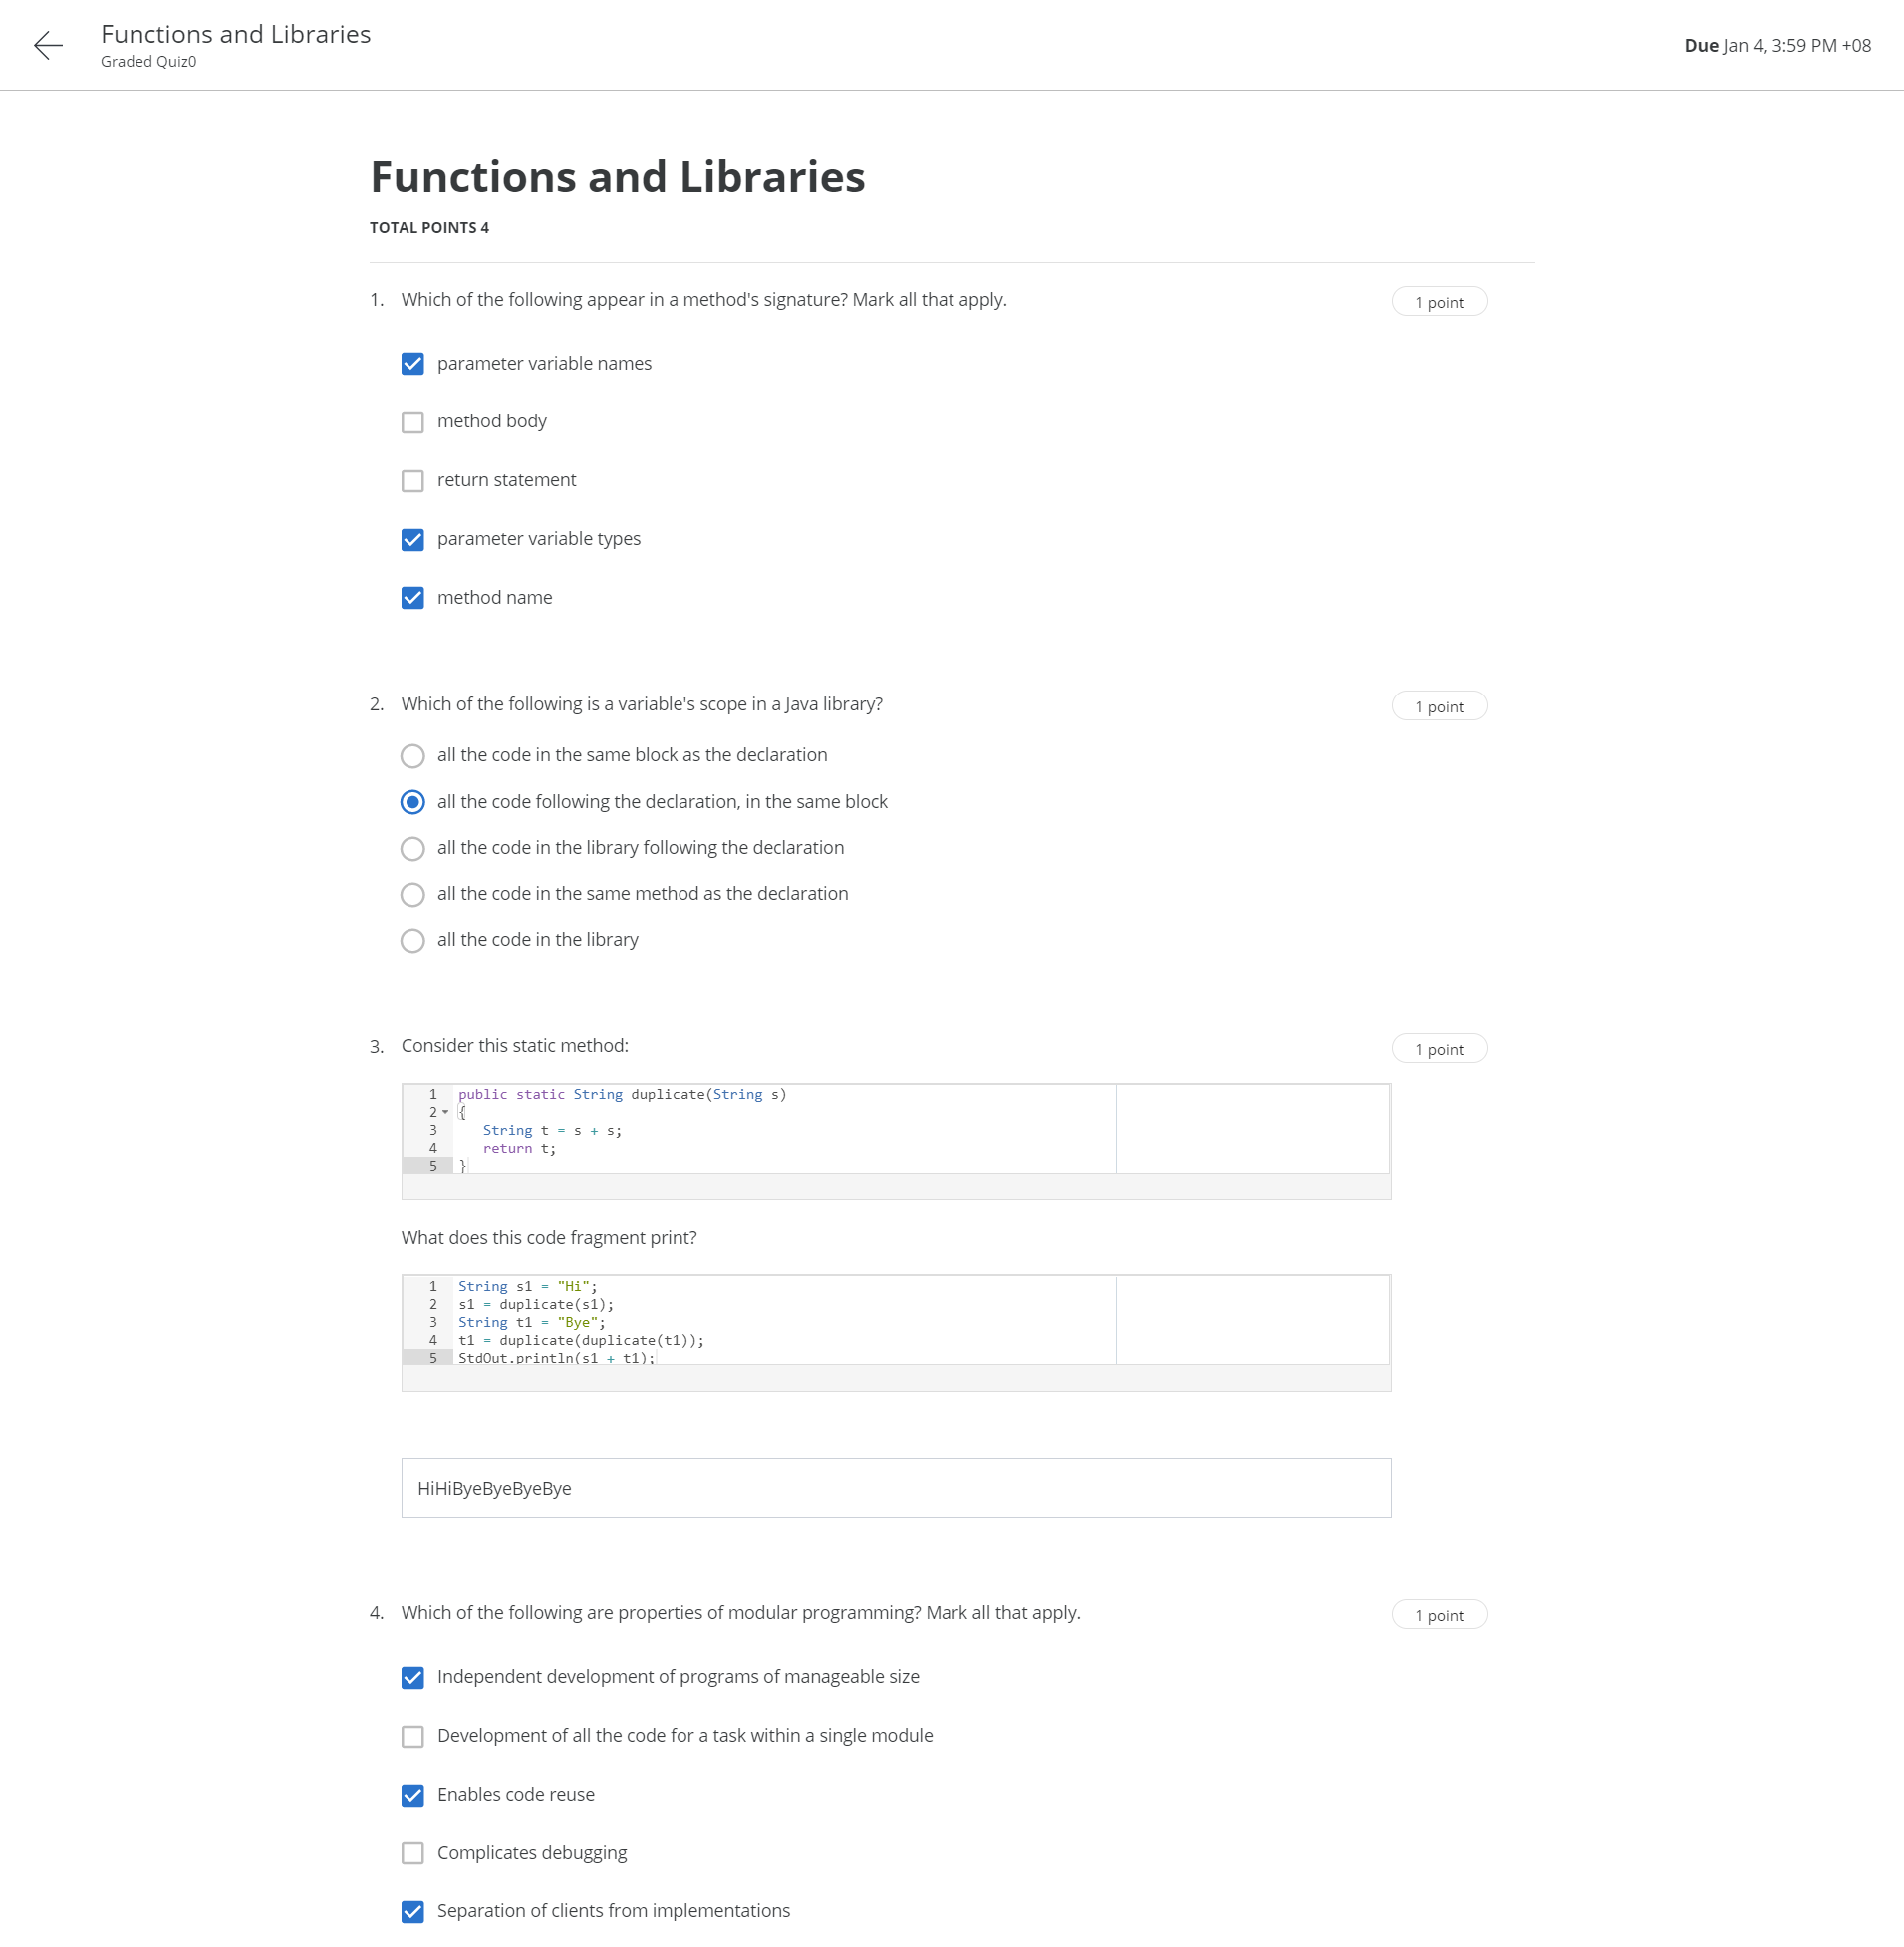 Functions and Libraries
Graded Quiz0
Due Jan 4, 3:59 PM +08
Functions and Libraries
TOTAL POINTS 4
1. Which of the following appear in a method's signature? Mark all that apply.
1 point
parameter variable names
method body
return statement
parameter variable types
method name
2. Which of the following is a variable's scope in a Java library?
1 point
all the code in the same block as the declaration
all the code following the declaration, in the same block
all the code in the library following the declaration
all the code in the same method as the declaration
all the code in the library
3. Consider this static method:
1 point
1 public static String duplicate(String s)
2 {
3    String t = s + s;
4    return t;
5 }
What does this code fragment print?
1 String s1 = "Hi";
2 s1 = duplicate(s1);
3 String t1 = "Bye";
4 t1 = duplicate(duplicate(t1));
5 StdOut.println(s1 + t1);
HiHiByeByeByeBye
4. Which of the following are properties of modular programming? Mark all that apply.
1 point
Independent development of programs of manageable size
Development of all the code for a task within a single module
Enables code reuse
Complicates debugging
Separation of clients from implementations